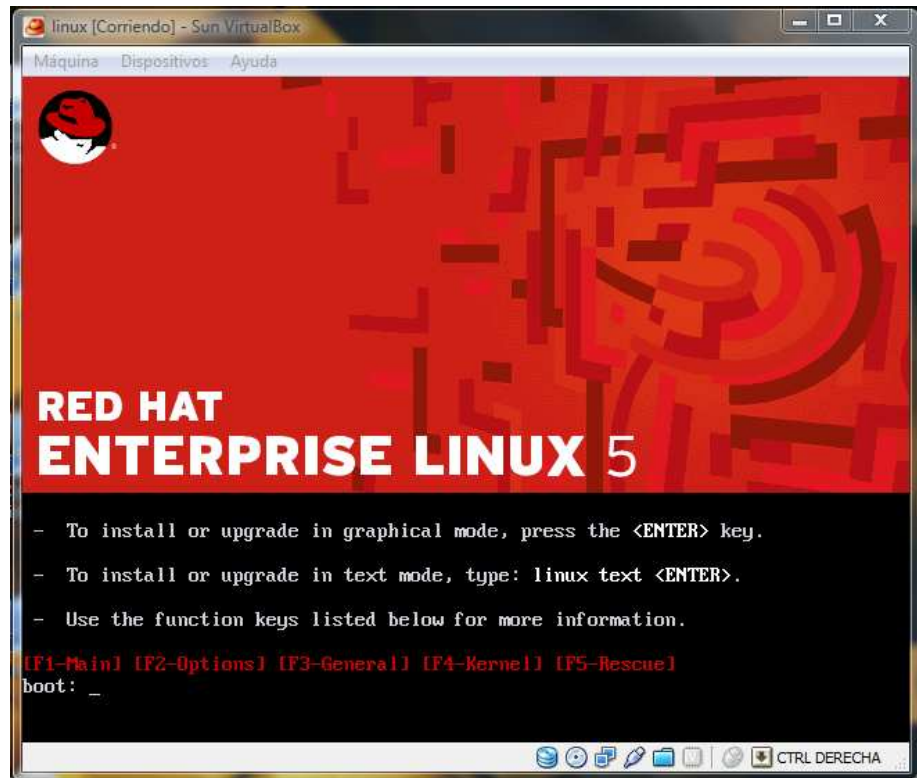 linux [Corriendo] - Sun VirtualBox
Máquina Dispositivos Ayuda
RED HAT
ENTERPRISE LINUX 5
- To install or upgrade in graphical mode, press the <ENTER> key.
- To install or upgrade in text mode, type: linux text <ENTER>.
- Use the function keys listed below for more information.
[F1-Main] [F2-Options] [F3-General] [F4-Kernel] [F5-Rescue]
boot: _
CTRL DERECHA